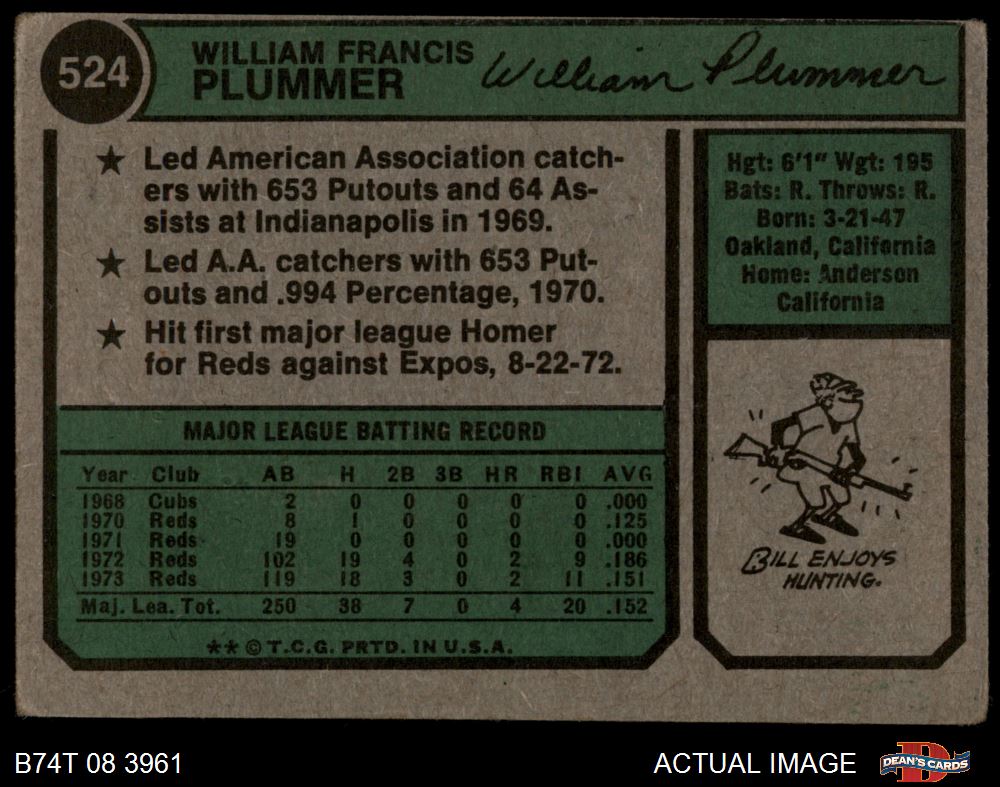 524
WILLIAM FRANCIS
PLUMMER
William Plummer
★ Led American Association catch-
ers with 653 Putouts and 64 As-
sists at Indianapolis in 1969.
★ Led A.A. catchers with 653 Put-
outs and .994 Percentage, 1970.
★ Hit first major league Homer
for Reds against Expos, 8-22-72.
Hgt: 6'1" Wgt: 195
Bats: R. Throws: R.
Born: 3-21-47
Oakland, California
Home: Anderson
California
MAJOR LEAGUE BATTING RECORD
Year Club AB H 2B 3B HR RBI AVG
1968 Cubs 2 0 0 0 0 0 .000
1970 Reds 8 1 0 0 0 0 .125
1971 Reds 19 0 0 0 0 0 .000
1972 Reds 102 19 4 0 2 9 .186
1973 Reds 119 18 3 0 2 11 .151
Maj. Lea. Tot. 250 38 7 0 4 20 .152
**©T.C.G. PRTD. IN U.S.A.
BILL ENJOYS
HUNTING.
B74T 08 3961
ACTUAL IMAGE
DEAN'S CARDS